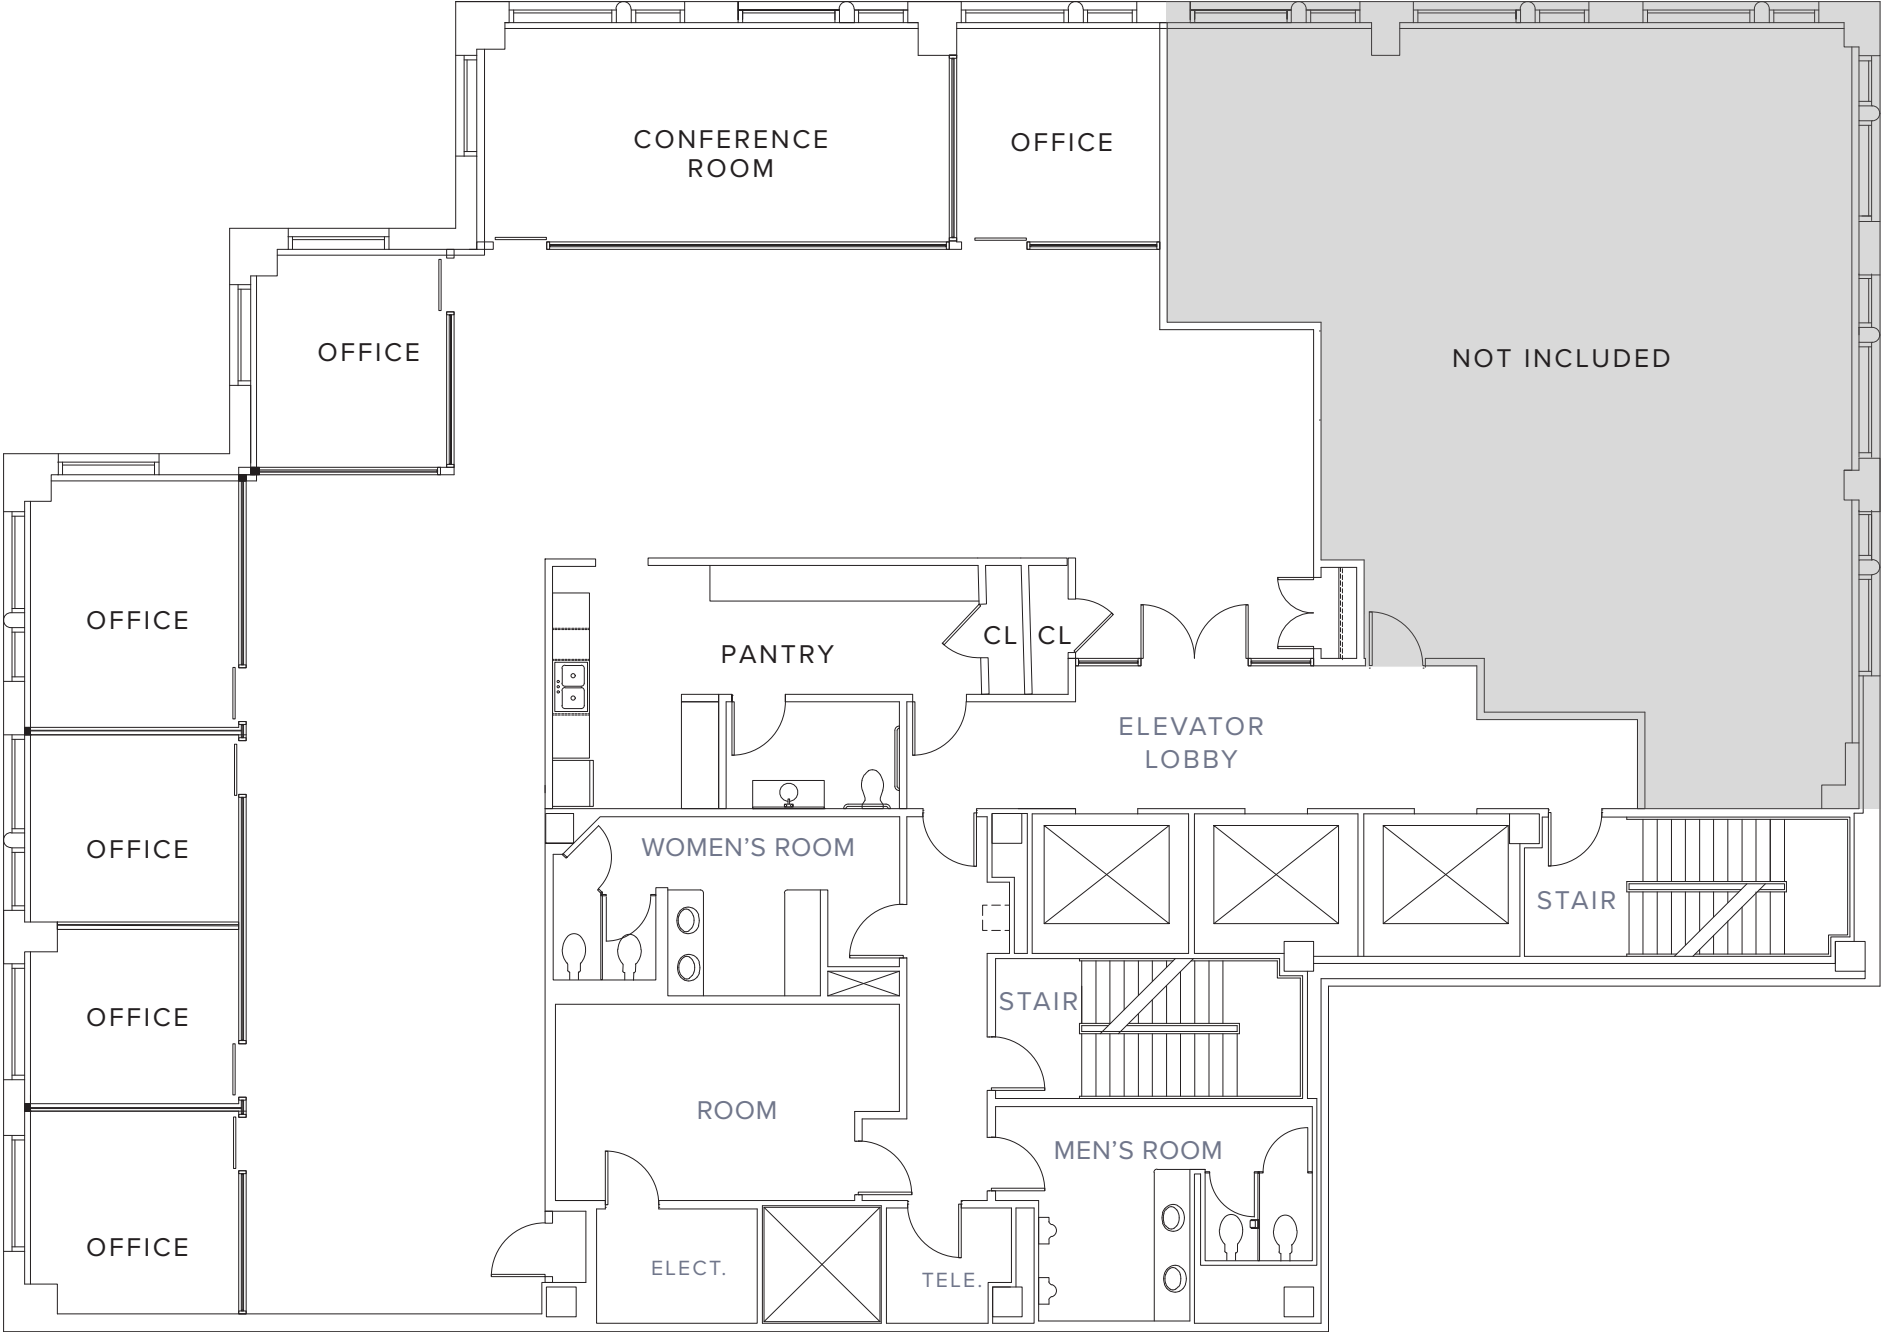 CONFERENCE
ROOM
OFFICE
OFFICE
NOT INCLUDED
OFFICE
PANTRY
CL
CL
ELEVATOR
LOBBY
OFFICE
WOMEN'S ROOM
STAIR
OFFICE
STAIR
ROOM
MEN'S ROOM
OFFICE
ELECT.
TELE.